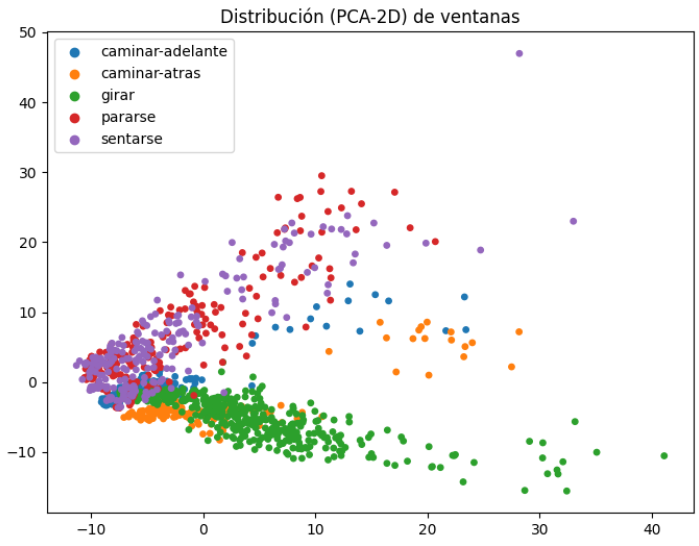 Distribución (PCA-2D) de ventanas
caminar-adelante
caminar-atras
girar
pararse
sentarse
50
40
30
20
10
0
−10
−10
0
10
20
30
40